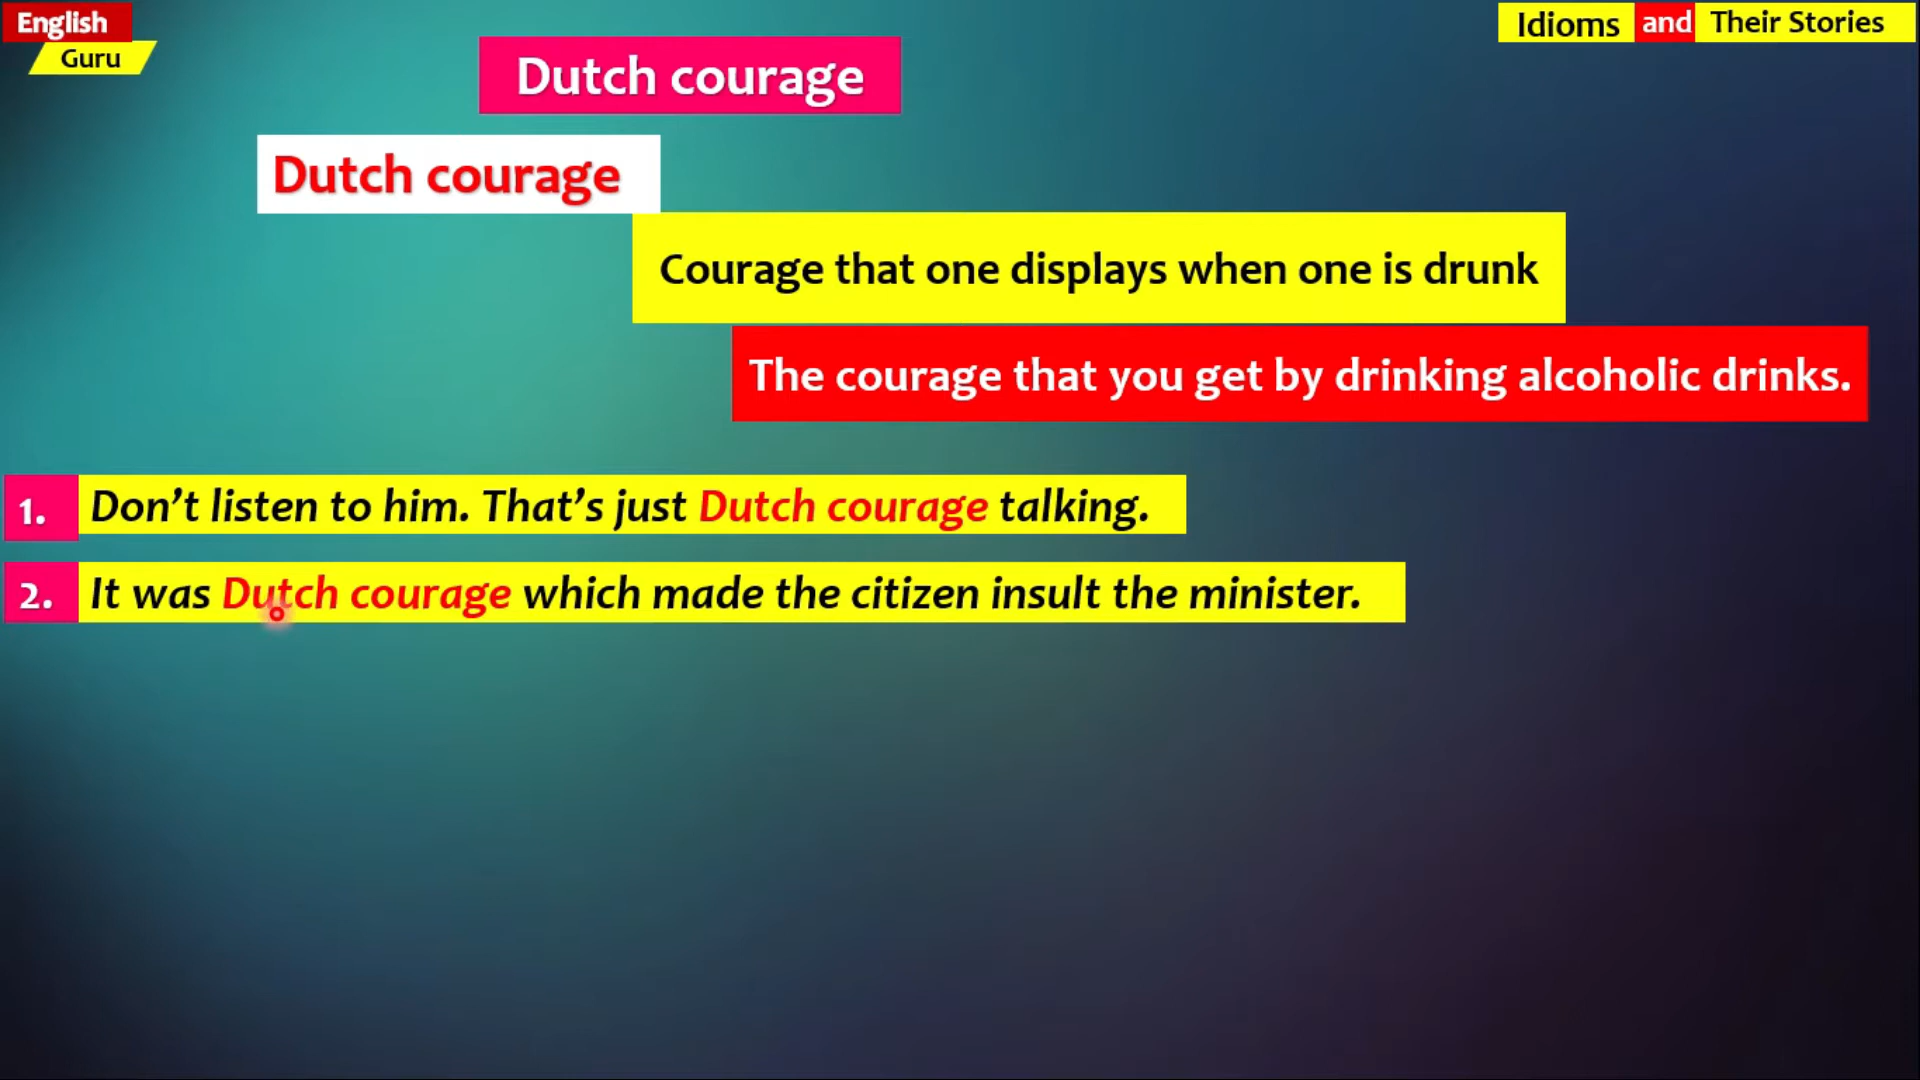 English
Guru
Idioms and Their Stories
Dutch courage
Dutch courage
Courage that one displays when one is drunk
The courage that you get by drinking alcoholic drinks.
1. Don’t listen to him. That’s just Dutch courage talking.
2. It was Dutch courage which made the citizen insult the minister.